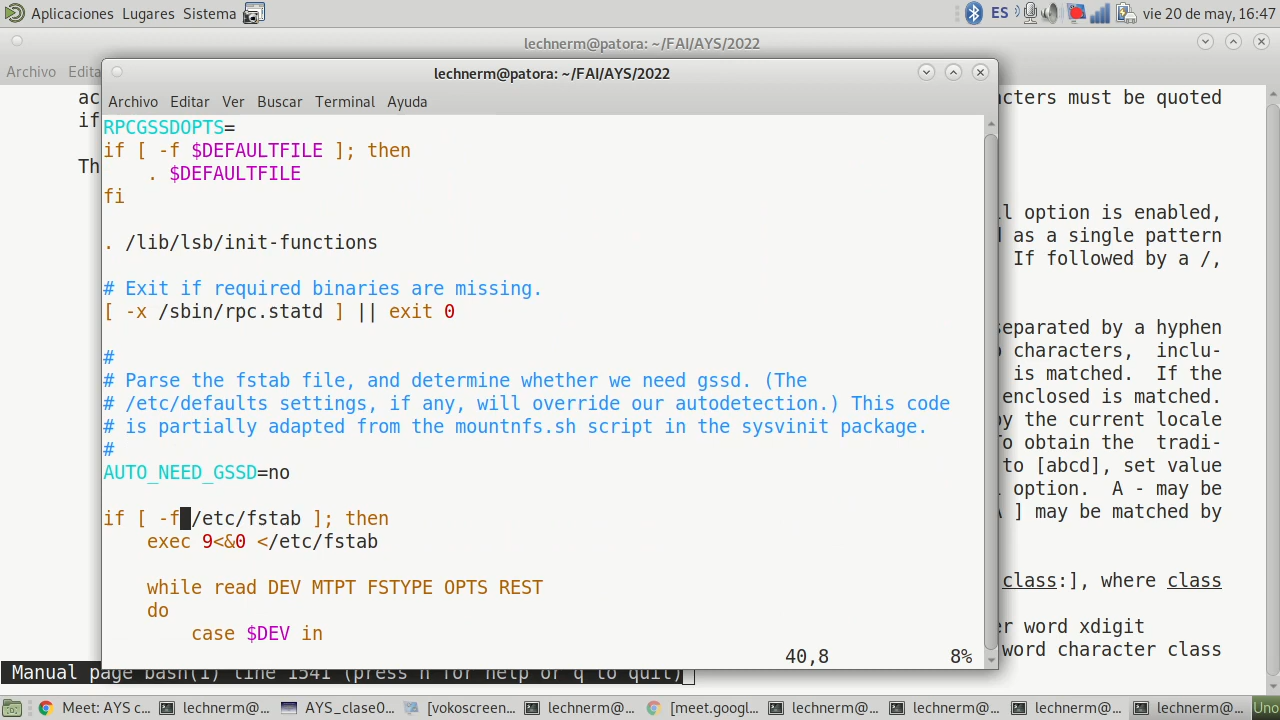 Aplicaciones Lugares Sistema
ES
vie 20 de may, 16:47
lechnerm@patora: ~/FAI/AYS/2022
Archivo Edita
lechnerm@patora: ~/FAI/AYS/2022
Archivo Editar Ver Buscar Terminal Ayuda
RPCGSSDOPTS=
if [ -f $DEFAULTFILE ]; then
. $DEFAULTFILE
fi
. /lib/lsb/init-functions
# Exit if required binaries are missing.
[ -x /sbin/rpc.statd ] || exit 0
#
# Parse the fstab file, and determine whether we need gssd. (The
# /etc/defaults settings, if any, will override our autodetection.) This code
# is partially adapted from the mountnfs.sh script in the sysvinit package.
#
AUTO_NEED_GSSD=no
if [ -f /etc/fstab ]; then
exec 9<&0 </etc/fstab
while read DEV MTPT FSTYPE OPTS REST
do
case $DEV in
40,8 8%
ac
if
Th
cters must be quoted
l option is enabled,
as a single pattern
If followed by a /,
separated by a hyphen
characters, inclu-
is matched. If the
enclosed is matched.
by the current locale
To obtain the tradi-
to [abcd], set value
option. A - may be
] may be matched by
class:], where class
er word xdigit
word character class
Manual page bash(1) line 1541 (press h for help or q to quit)
Meet: AYS c...
lechnerm@...
AYS_clase0...
[vokoscreen...
lechnerm@...
[meet.googl...
lechnerm@...
lechnerm@...
lechnerm@...
lechnerm@...
Uno